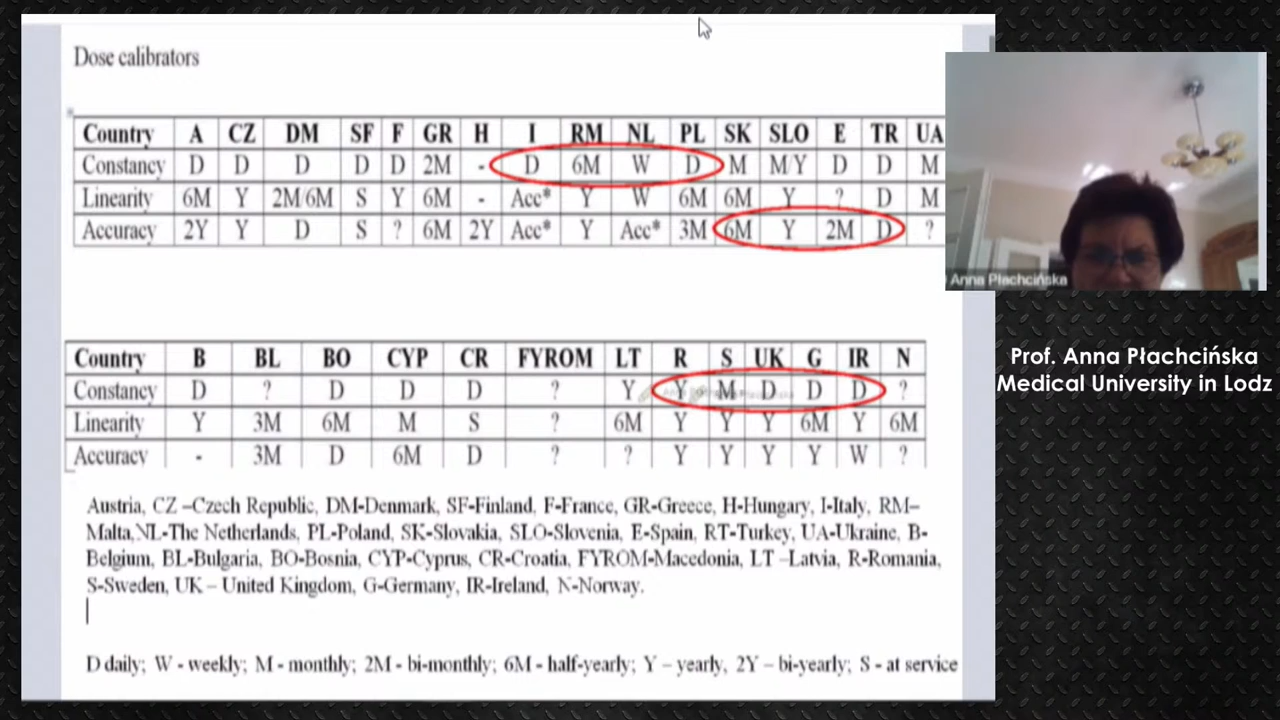 Dose calibrators
Country A CZ DM SF F GR H I RM NL PL SK SLO E TR UA
Constancy D D D D D 2M - D 6M W D M M/Y D D M
Linearity 6M Y 2M/6M S Y 6M - Acc* Y W 6M 6M Y ? D M
Accuracy 2Y Y D S ? 6M 2Y Acc* Y Acc* 3M 6M Y 2M D ?
Anna Płachcińska
Prof. Anna Płachcińska
Medical University in Lodz
Country B BL BO CYP CR FYROM LT R S UK G IR N
Constancy D ? D D D ? Y Y M D D D ?
Linearity Y 3M 6M M S ? 6M Y Y Y 6M Y 6M
Accuracy - 3M D 6M D ? ? Y Y Y Y W ?
Austria, CZ –Czech Republic, DM-Denmark, SF-Finland, F-France, GR-Greece, H-Hungary, I-Italy, RM–
Malta,NL-The Netherlands, PL-Poland, SK-Slovakia, SLO-Slovenia, E-Spain, RT-Turkey, UA-Ukraine, B-
Belgium, BL-Bulgaria, BO-Bosnia, CYP-Cyprus, CR-Croatia, FYROM-Macedonia, LT –Latvia, R-Romania,
S-Sweden, UK – United Kingdom, G-Germany, IR-Ireland, N-Norway.
D daily; W - weekly; M - monthly; 2M - bi-monthly; 6M - half-yearly; Y – yearly, 2Y – bi-yearly; S - at service